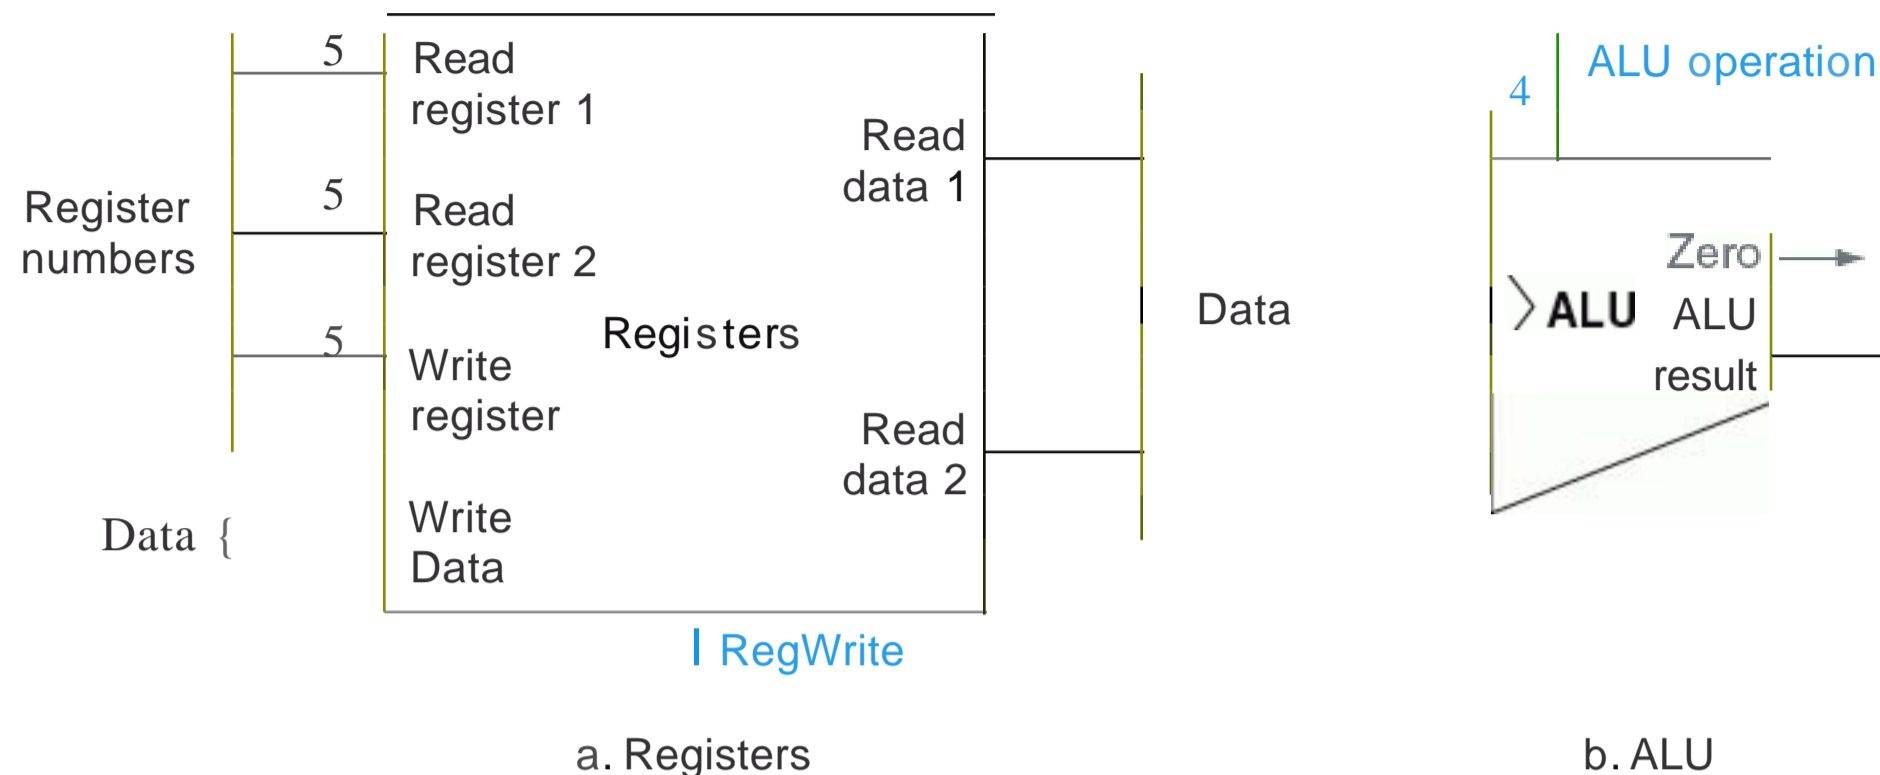 Register
numbers
Data {
5
5
5
Read
register 1
Read
register 2
Write
register
Write
Data
Registers
Read
data 1
Read
data 2
RegWrite
Data
a. Registers
4
ALU operation
ALU
Zero
ALU
result
b. ALU